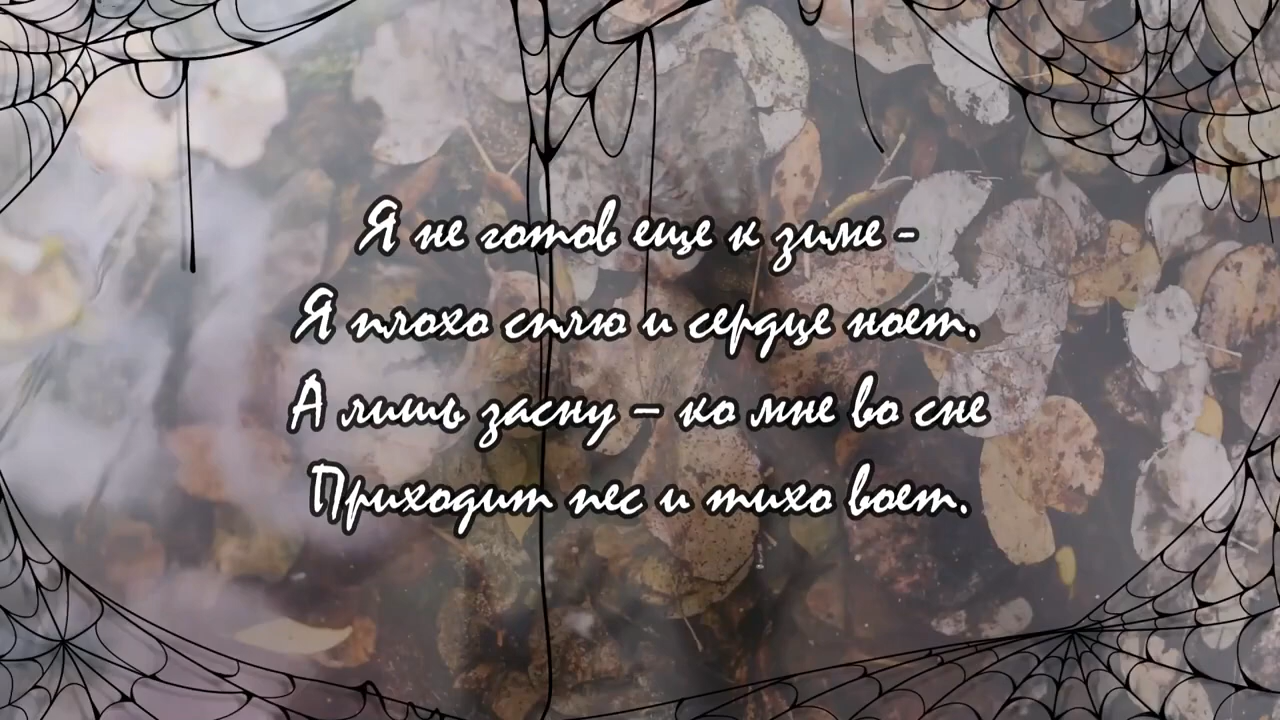 Я не готов еще к зиме -
Я плохо сплю и сердце ноет.
А лишь засну – ко мне во сне
Приходит пес и тихо воет.